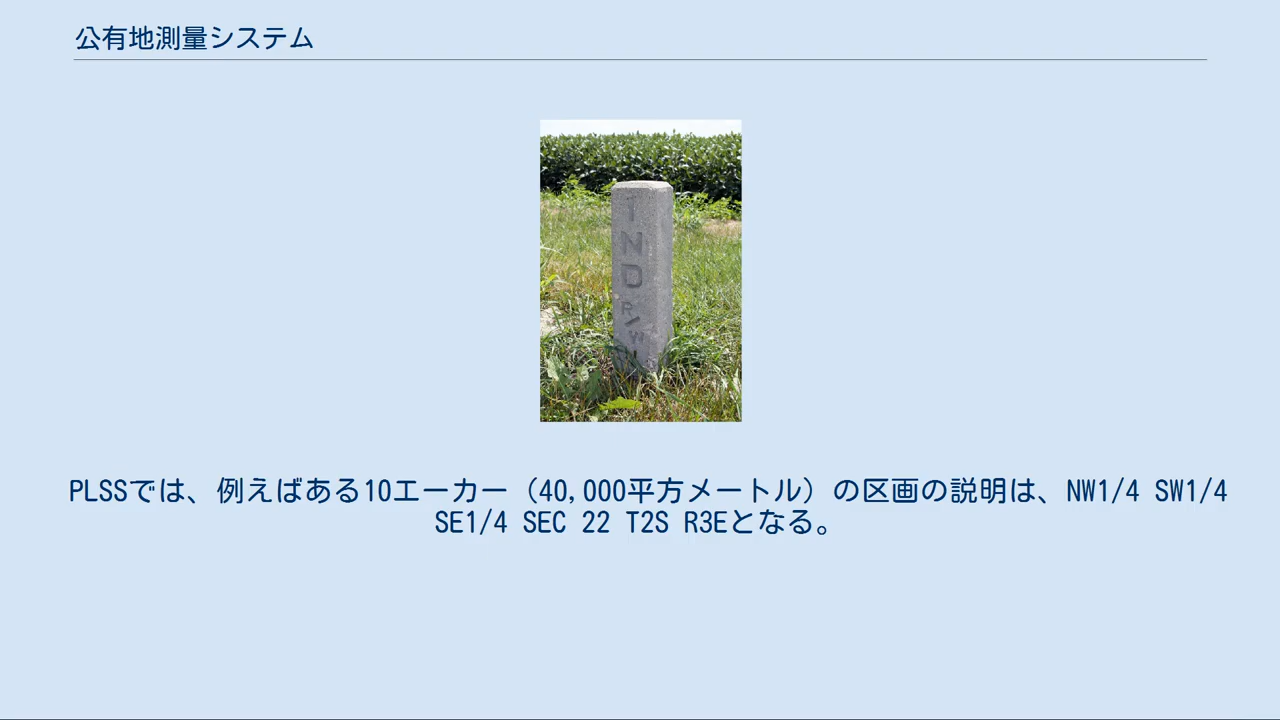 公有地測量システム
I
N
D
R/W
PLSSでは、例えばある10エーカー（40,000平方メートル）の区画の説明は、NW1/4 SW1/4
SE1/4 SEC 22 T2S R3Eとなる。